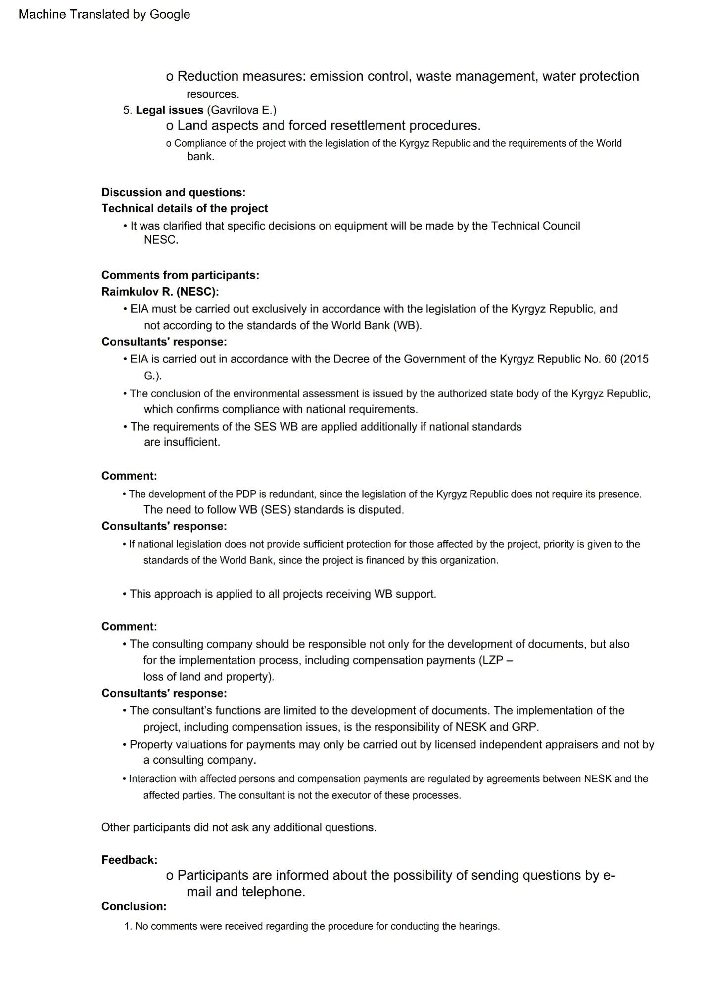 Machine Translated by Google
o Reduction measures: emission control, waste management, water protection
resources.
5. Legal issues (Gavrilova E.)
o Land aspects and forced resettlement procedures.
o Compliance of the project with the legislation of the Kyrgyz Republic and the requirements of the World
bank.
Discussion and questions:
Technical details of the project
• It was clarified that specific decisions on equipment will be made by the Technical Council
NESC.
Comments from participants:
Raimkulov R. (NESC):
• EIA must be carried out exclusively in accordance with the legislation of the Kyrgyz Republic, and
not according to the standards of the World Bank (WB).
Consultants' response:
• EIA is carried out in accordance with the Decree of the Government of the Kyrgyz Republic No. 60 (2015
G.).
• The conclusion of the environmental assessment is issued by the authorized state body of the Kyrgyz Republic,
which confirms compliance with national requirements.
• The requirements of the SES WB are applied additionally if national standards
are insufficient.
Comment:
• The development of the PDP is redundant, since the legislation of the Kyrgyz Republic does not require its presence.
The need to follow WB (SES) standards is disputed.
Consultants' response:
• If national legislation does not provide sufficient protection for those affected by the project, priority is given to the
standards of the World Bank, since the project is financed by this organization.
• This approach is applied to all projects receiving WB support.
Comment:
• The consulting company should be responsible not only for the development of documents, but also
for the implementation process, including compensation payments (LZP –
loss of land and property).
Consultants' response:
• The consultant’s functions are limited to the development of documents. The implementation of the
project, including compensation issues, is the responsibility of NESK and GRP.
• Property valuations for payments may only be carried out by licensed independent appraisers and not by
a consulting company.
• Interaction with affected persons and compensation payments are regulated by agreements between NESK and the
affected parties. The consultant is not the executor of these processes.
Other participants did not ask any additional questions.
Feedback:
o Participants are informed about the possibility of sending questions by e-
mail and telephone.
Conclusion:
1. No comments were received regarding the procedure for conducting the hearings.